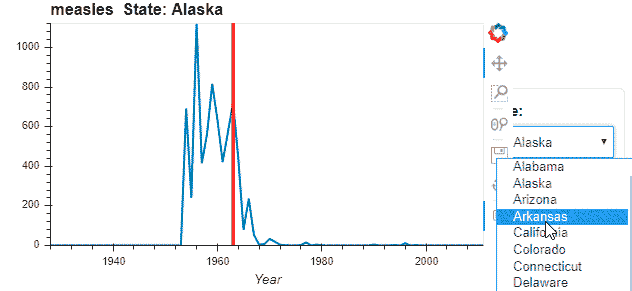 measles  State: Alaska
1000
800
600
400
200
0
1940
1960
1980
2000
Year
e:
Alaska
Alabama
Alaska
Arizona
Arkansas
California
Colorado
Connecticut
Delaware